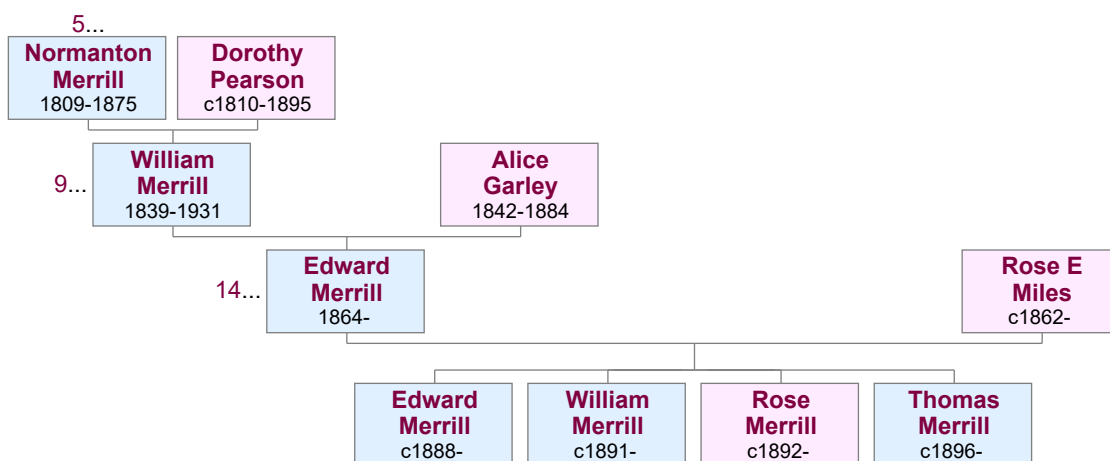 5...
Normanton
Merrill
1809-1875
Dorothy
Pearson
c1810-1895
9...
William
Merrill
1839-1931
Alice
Garley
1842-1884
14...
Edward
Merrill
1864-
Rose E
Miles
c1862-
Edward
Merrill
c1888-
William
Merrill
c1891-
Rose
Merrill
c1892-
Thomas
Merrill
c1896-